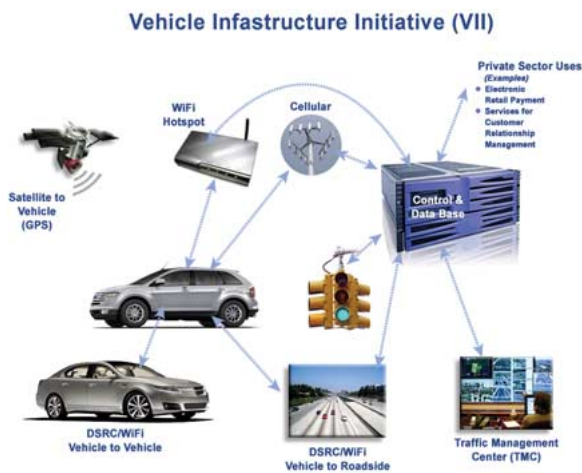 Vehicle Infastructure Initiative (VII)
Private Sector Uses
(Examples)
Electronic
Retail Payment
Services for
Customer
Relationship
Management
WiFi
Hotspot
Cellular
Satellite to
Vehicle
(GPS)
Control &
Data Base
DSRC/WiFi
Vehicle to Vehicle
DSRC/WiFi
Vehicle to Roadside
Traffic Management
Center (TMC)